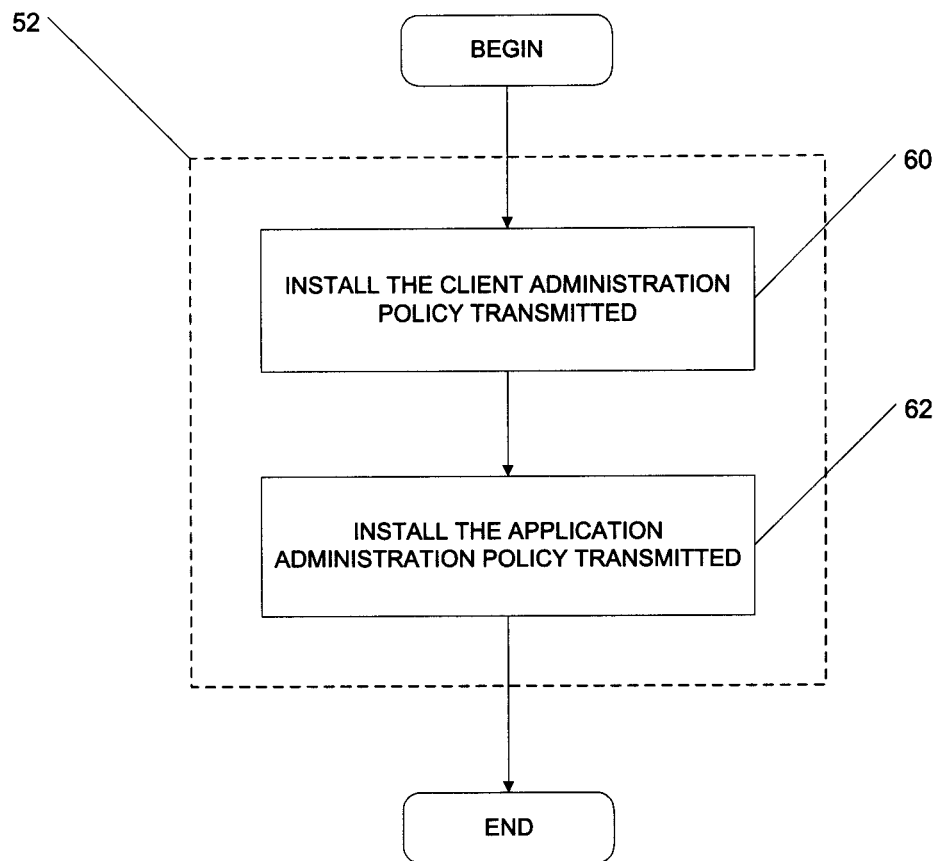 52
BEGIN
60
INSTALL THE CLIENT ADMINISTRATION
POLICY TRANSMITTED
62
INSTALL THE APPLICATION
ADMINISTRATION POLICY TRANSMITTED
END